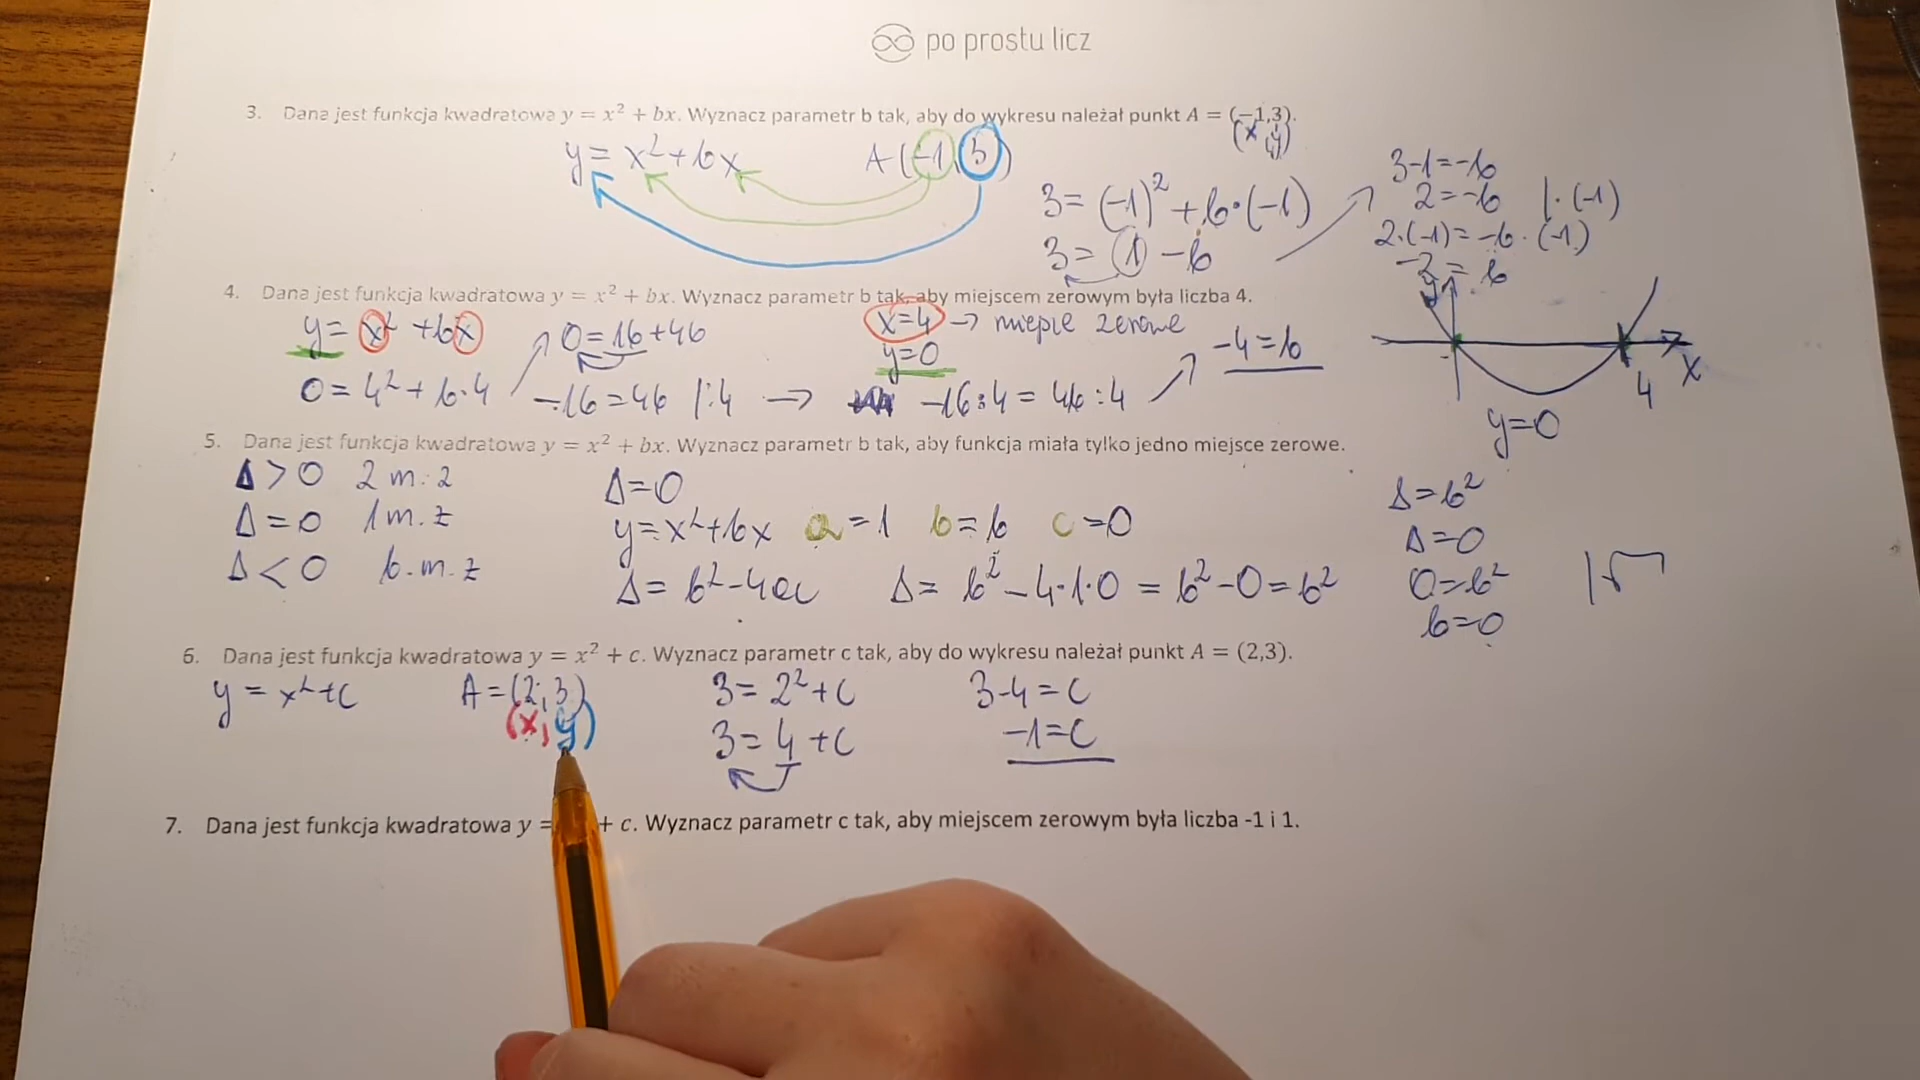 po prostu licz
3. Dana jest funkcja kwadratowa y = x² + bx. Wyznacz parametr b tak, aby do wykresu należał punkt A = (−1,3).
(x, y)
y = x² + bx A (−1, 3)
3 = (−1)² + b·(−1)
3 = 1 − b
3−1 = −b
2 = −b |·(−1)
2·(−1) = −b·(−1)
−2 = b
4. Dana jest funkcja kwadratowa y = x² + bx. Wyznacz parametr b tak, aby miejscem zerowym była liczba 4.
y = x² + bx 0 = 16 + 4b x=4 → zerowe
y=0 −4 = b
0 = 4² + b·4 −16 = 4b |:4 → −16:4 = 4b:4
y
x
4
y=0
5. Dana jest funkcja kwadratowa y = x² + bx. Wyznacz parametr b tak, aby funkcja miała tylko jedno miejsce zerowe.
Δ > 0 2 m. z
Δ = 0 1 m. z
Δ < 0 b. m. z
Δ = 0
y = x² + bx a = 1 b = b c = 0
Δ = b² − 4ac Δ = b² − 4·1·0 = b² − 0 = b²
Δ = b²
Δ = 0
0 = b² |√
b = 0
6. Dana jest funkcja kwadratowa y = x² + c. Wyznacz parametr c tak, aby do wykresu należał punkt A = (2,3).
y = x² + c A = (2, 3) 3 = 2² + c 3−4 = c
(x, y) 3 = 4 + c −1 = c
7. Dana jest funkcja kwadratowa y = + c. Wyznacz parametr c tak, aby miejscem zerowym była liczba -1 i 1.